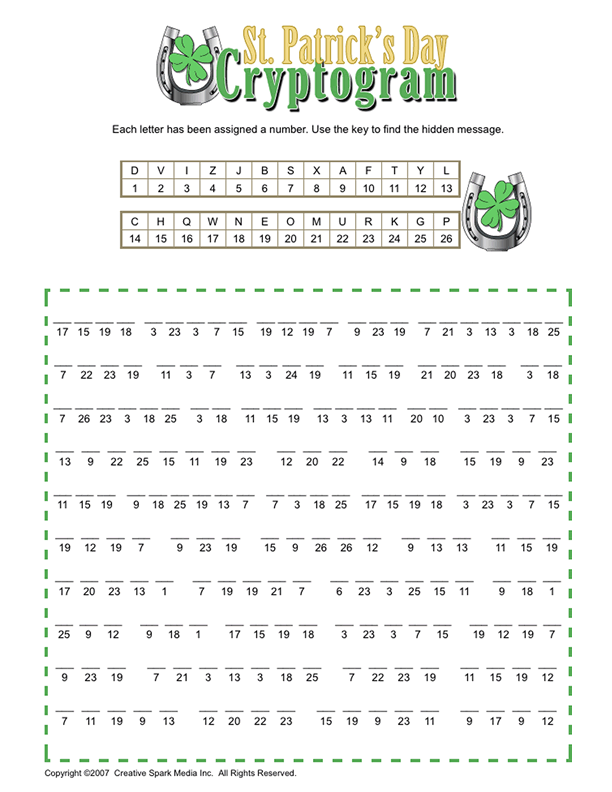 St. Patrick's Day
Cryptogram
Each letter has been assigned a number. Use the key to find the hidden message.
D V I Z J B S X A F T Y L
1 2 3 4 5 6 7 8 9 10 11 12 13
C H Q W N E O M U R K G P
14 15 16 17 18 19 20 21 22 23 24 25 26
17 15 19 18 3 23 3 7 15 19 12 19 7 9 23 19 7 21 3 13 3 18 25
7 22 23 19 11 3 7 13 3 24 19 11 15 19 21 20 23 18 3 18
7 26 23 3 18 25 3 18 11 15 19 13 3 13 11 20 10 3 23 3 7 15
13 9 22 25 15 11 19 23 12 20 22 14 9 18 15 19 9 23
11 15 19 9 18 25 19 13 7 7 3 18 25 17 15 19 18 3 23 3 7 15
19 12 19 7 9 23 19 15 9 26 26 12 9 13 13 11 15 19
17 20 23 13 1 7 19 19 21 7 6 23 3 25 15 11 9 18 1
25 9 12 9 18 1 17 15 19 18 3 23 3 7 15 19 12 19 7
9 23 19 7 21 3 13 3 18 25 7 22 23 19 11 15 19 12
7 11 19 9 13 12 20 22 23 15 19 9 23 11 9 17 9 12
Copyright ©2007 Creative Spark Media Inc. All Rights Reserved.